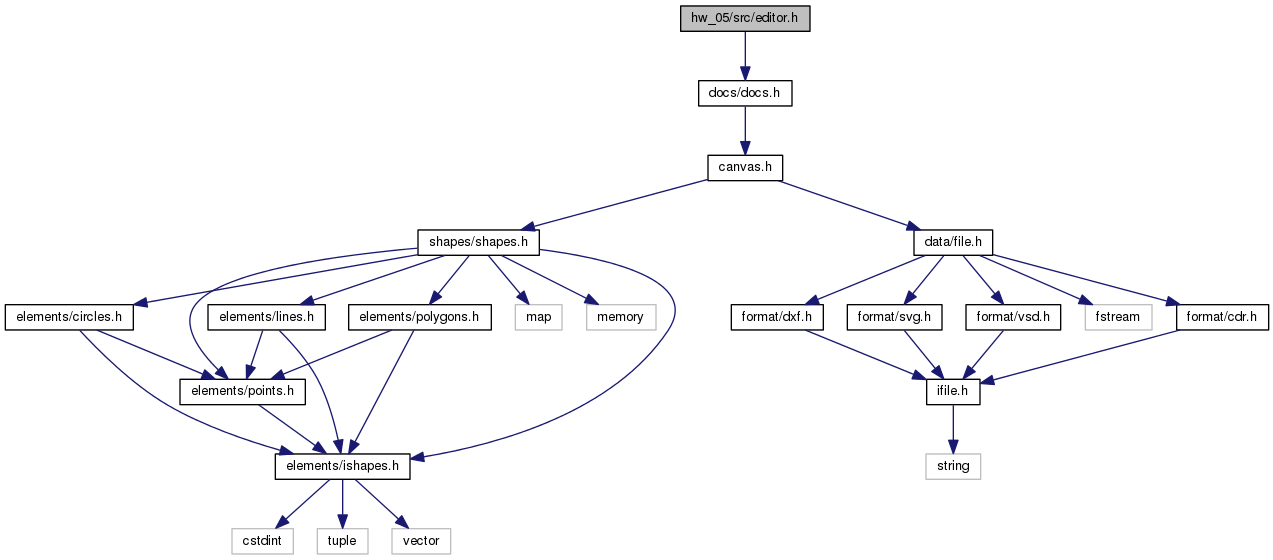 hw_05/src/editor.h
docs/docs.h
canvas.h
shapes/shapes.h
data/file.h
elements/circles.h
elements/lines.h
elements/polygons.h
map
memory
format/dxf.h
format/svg.h
format/vsd.h
fstream
format/cdr.h
elements/points.h
ifile.h
elements/ishapes.h
string
cstdint
tuple
vector